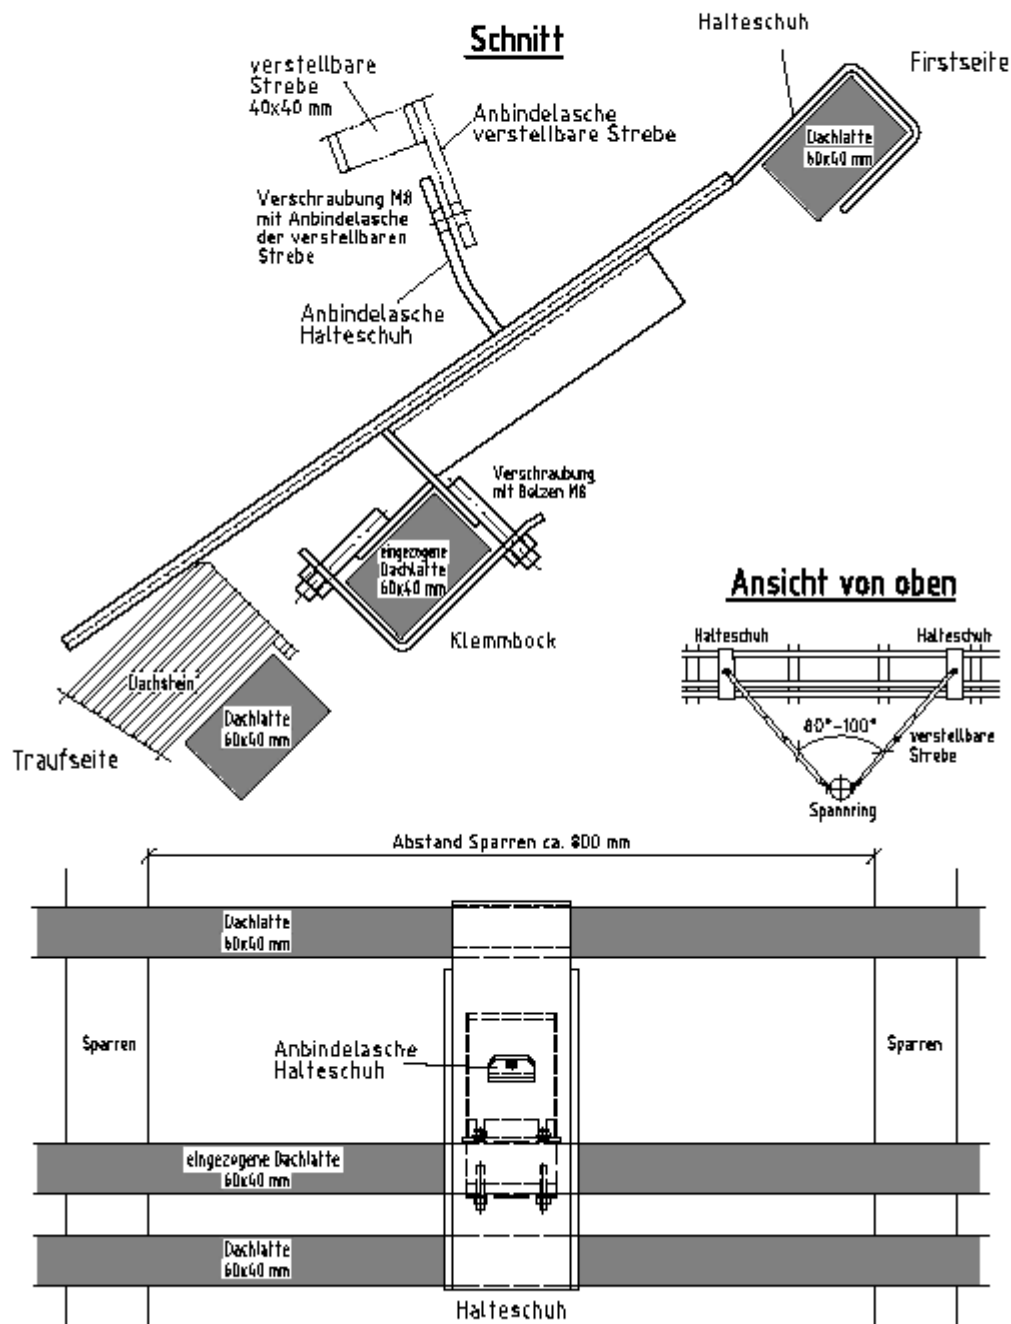 Schnitt
Halteschuh
Firstseite
verstellbare
Strebe
40x40 mm
Anbindelasche
verstellbare Strebe
Dachlatte
60x40 mm
Verschraubung M8
mit Anbindelasche
der verstellbaren
Strebe
Anbindelasche
Halteschuh
Verschraubung
mit Bolzen M8
eingezogene
Dachlatte
60x40 mm
Klemmbock
Dachstein
Dachlatte
60x40 mm
Traufseite
Ansicht von oben
Halteschuh
Halteschuh
80°-100°
verstellbare
Strebe
Spannring
Abstand Sparren ca. 800 mm
Dachlatte
60x40 mm
Sparren
Anbindelasche
Halteschuh
Sparren
eingezogene Dachlatte
60x40 mm
Dachlatte
60x40 mm
Halteschuh